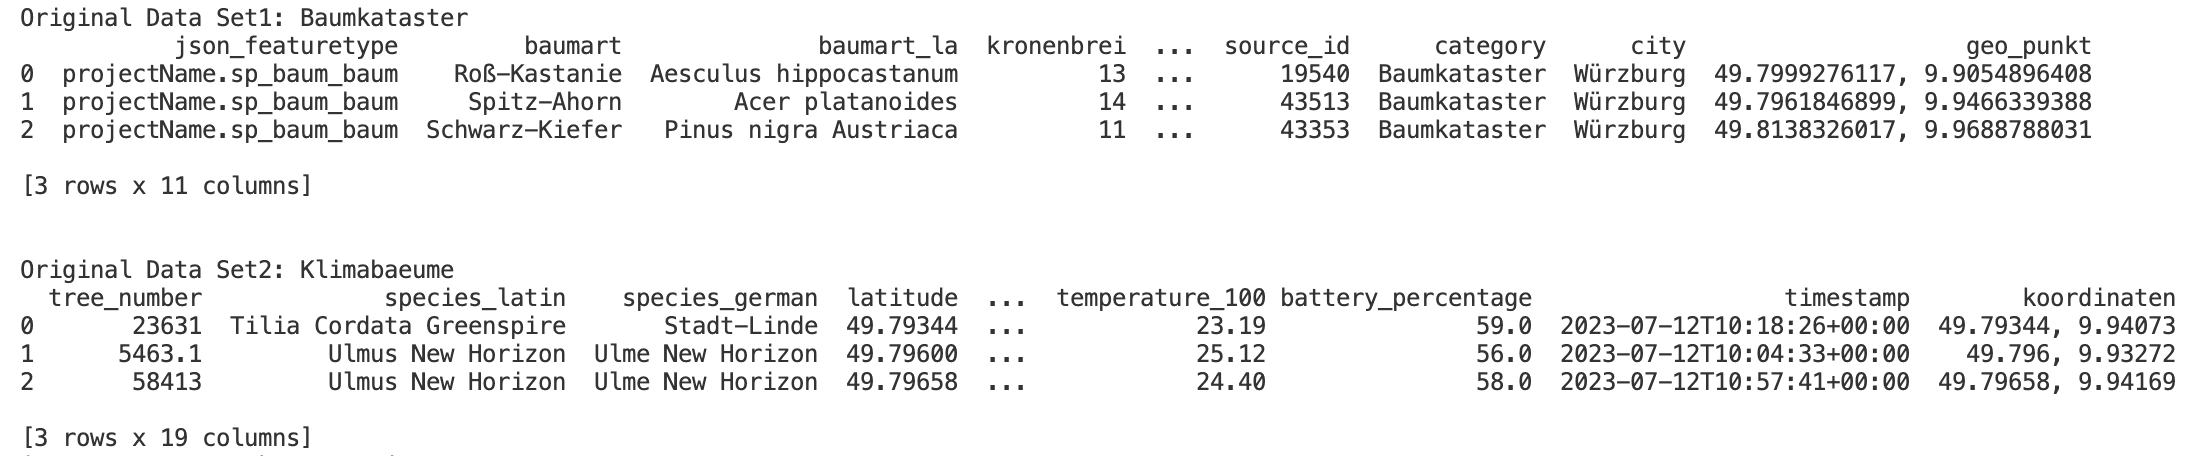 Original Data Set1: Baumkataster
json_featuretype baumart baumart_la kronenbrei ... source_id category city geo_punkt
0 projectName.sp_baum_baum Roß-Kastanie Aesculus hippocastanum 13 ... 19540 Baumkataster Würzburg 49.7999276117, 9.9054896408
1 projectName.sp_baum_baum Spitz-Ahorn Acer platanoides 14 ... 43513 Baumkataster Würzburg 49.7961846899, 9.9466339388
2 projectName.sp_baum_baum Schwarz-Kiefer Pinus nigra Austriaca 11 ... 43353 Baumkataster Würzburg 49.8138326017, 9.9688788031
[3 rows x 11 columns]
Original Data Set2: Klimabaeume
tree_number species_latin species_german latitude ... temperature_100 battery_percentage timestamp koordinaten
0 23631 Tilia Cordata Greenspire Stadt-Linde 49.79344 ... 23.19 59.0 2023-07-12T10:18:26+00:00 49.79344, 9.94073
1 5463.1 Ulmus New Horizon Ulme New Horizon 49.79600 ... 25.12 56.0 2023-07-12T10:04:33+00:00 49.796, 9.93272
2 58413 Ulmus New Horizon Ulme New Horizon 49.79658 ... 24.40 58.0 2023-07-12T10:57:41+00:00 49.79658, 9.94169
[3 rows x 19 columns]